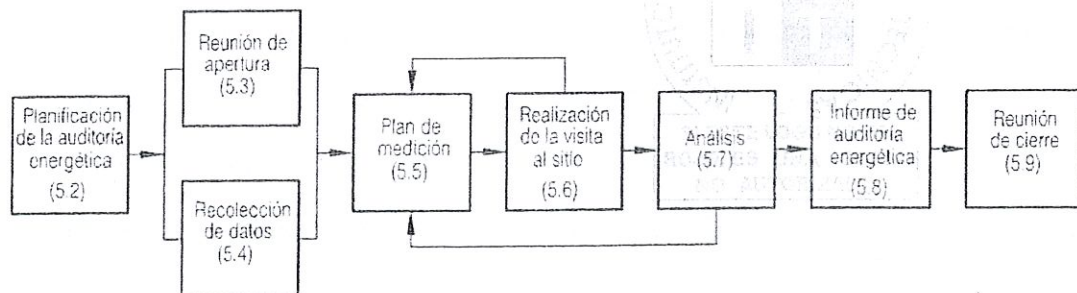 Planificación
de la auditoría
energética
(5.2)
Reunión de
apertura
(5.3)
Recolección
de datos
(5.4)
Plan de
medición
(5.5)
Realización
de la visita
al sitio
(5.6)
Análisis
(5.7)
Informe de
auditoría
energética
(5.8)
Reunión
de cierre
(5.9)